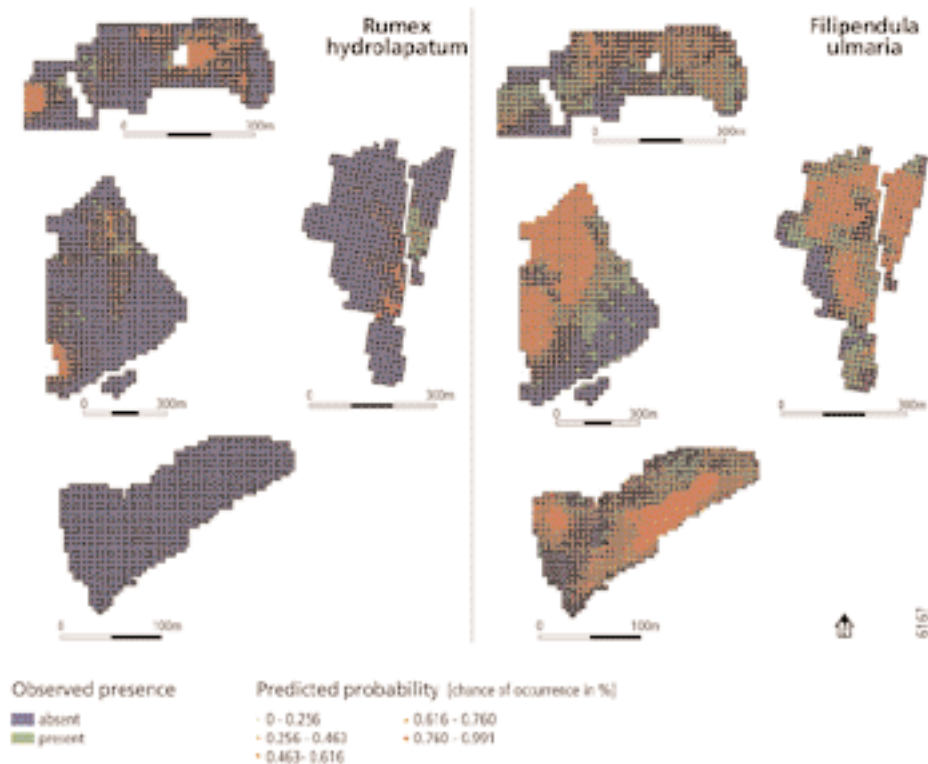 Rumex
hydrolapatum
Filipendula
ulmaria
0 300m
0 300m
0 300m
0 300m
0 300m
0 300m
0 100m
0 100m
N
6167
Observed presence
absent
present
Predicted probability [chance of occurrence in %]
0 - 0.256
0.256 - 0.463
0.463- 0.616
0.616 - 0.760
0.760 - 0.991